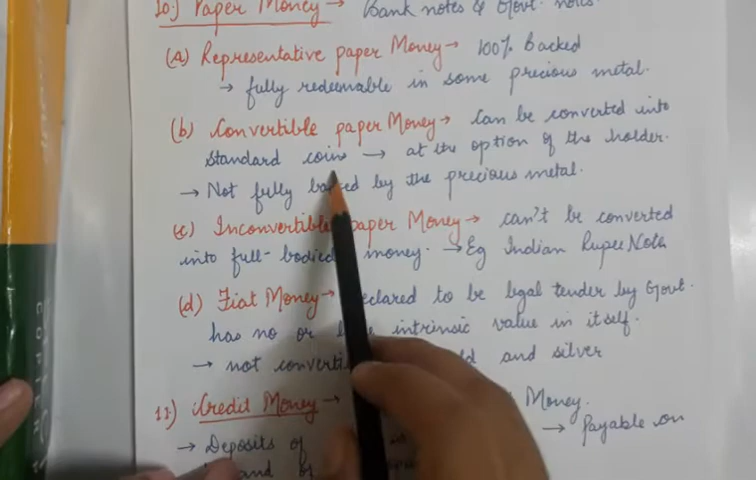 10.) Paper Money → Bank notes & Govt. notes.
(A) Representative paper Money → 100% Backed
→ fully redeemable in some precious metal.
(b) Convertible paper Money → Can be converted into
standard coins → at the option of the holder.
→ Not fully backed by the precious metal.
(c) Inconvertible paper Money → can't be converted
into full-bodied money. → Eg Indian Rupee Note
(d) Fiat Money → declared to be legal tender by Govt.
has no or intrinsic value in itself.
→ not and silver
11) Credit Money → Money.
→ Deposits of → Payable on
and